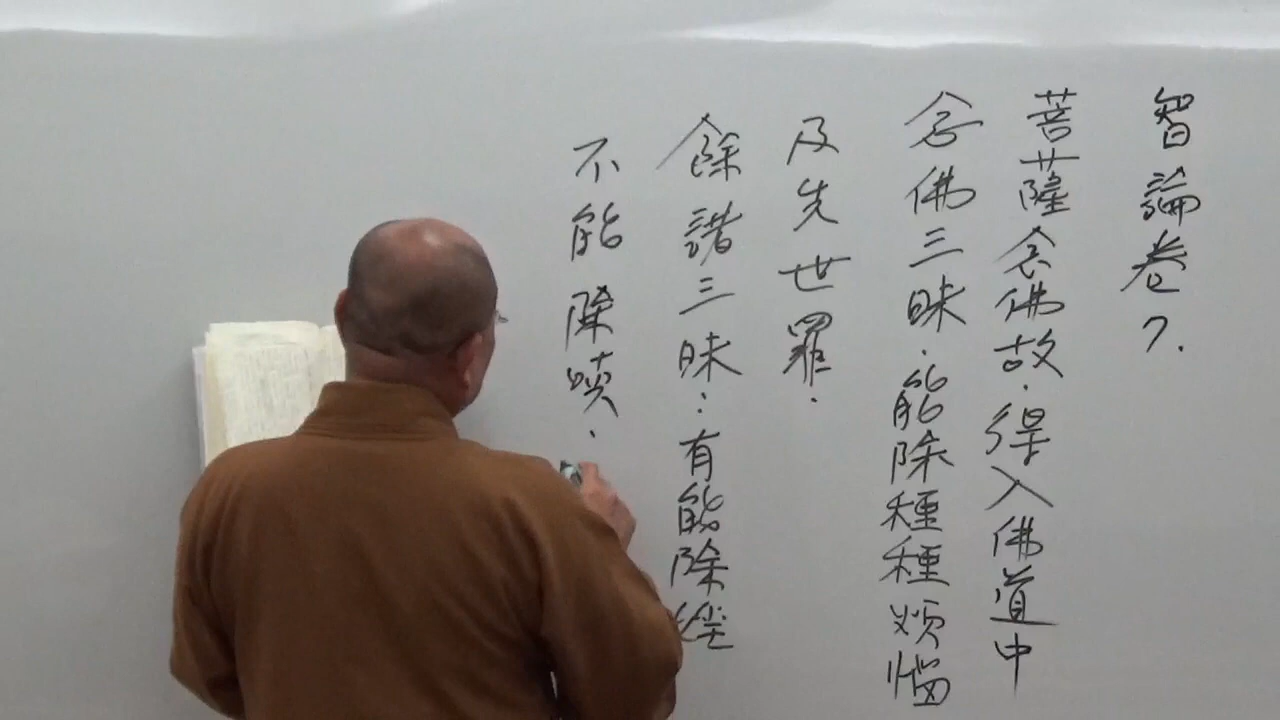 智論卷7.
菩薩念佛故.得入佛道中
念佛三昧.能除種種煩惱
及先世罪.
餘諸三昧:有能除婬
不能除瞋.